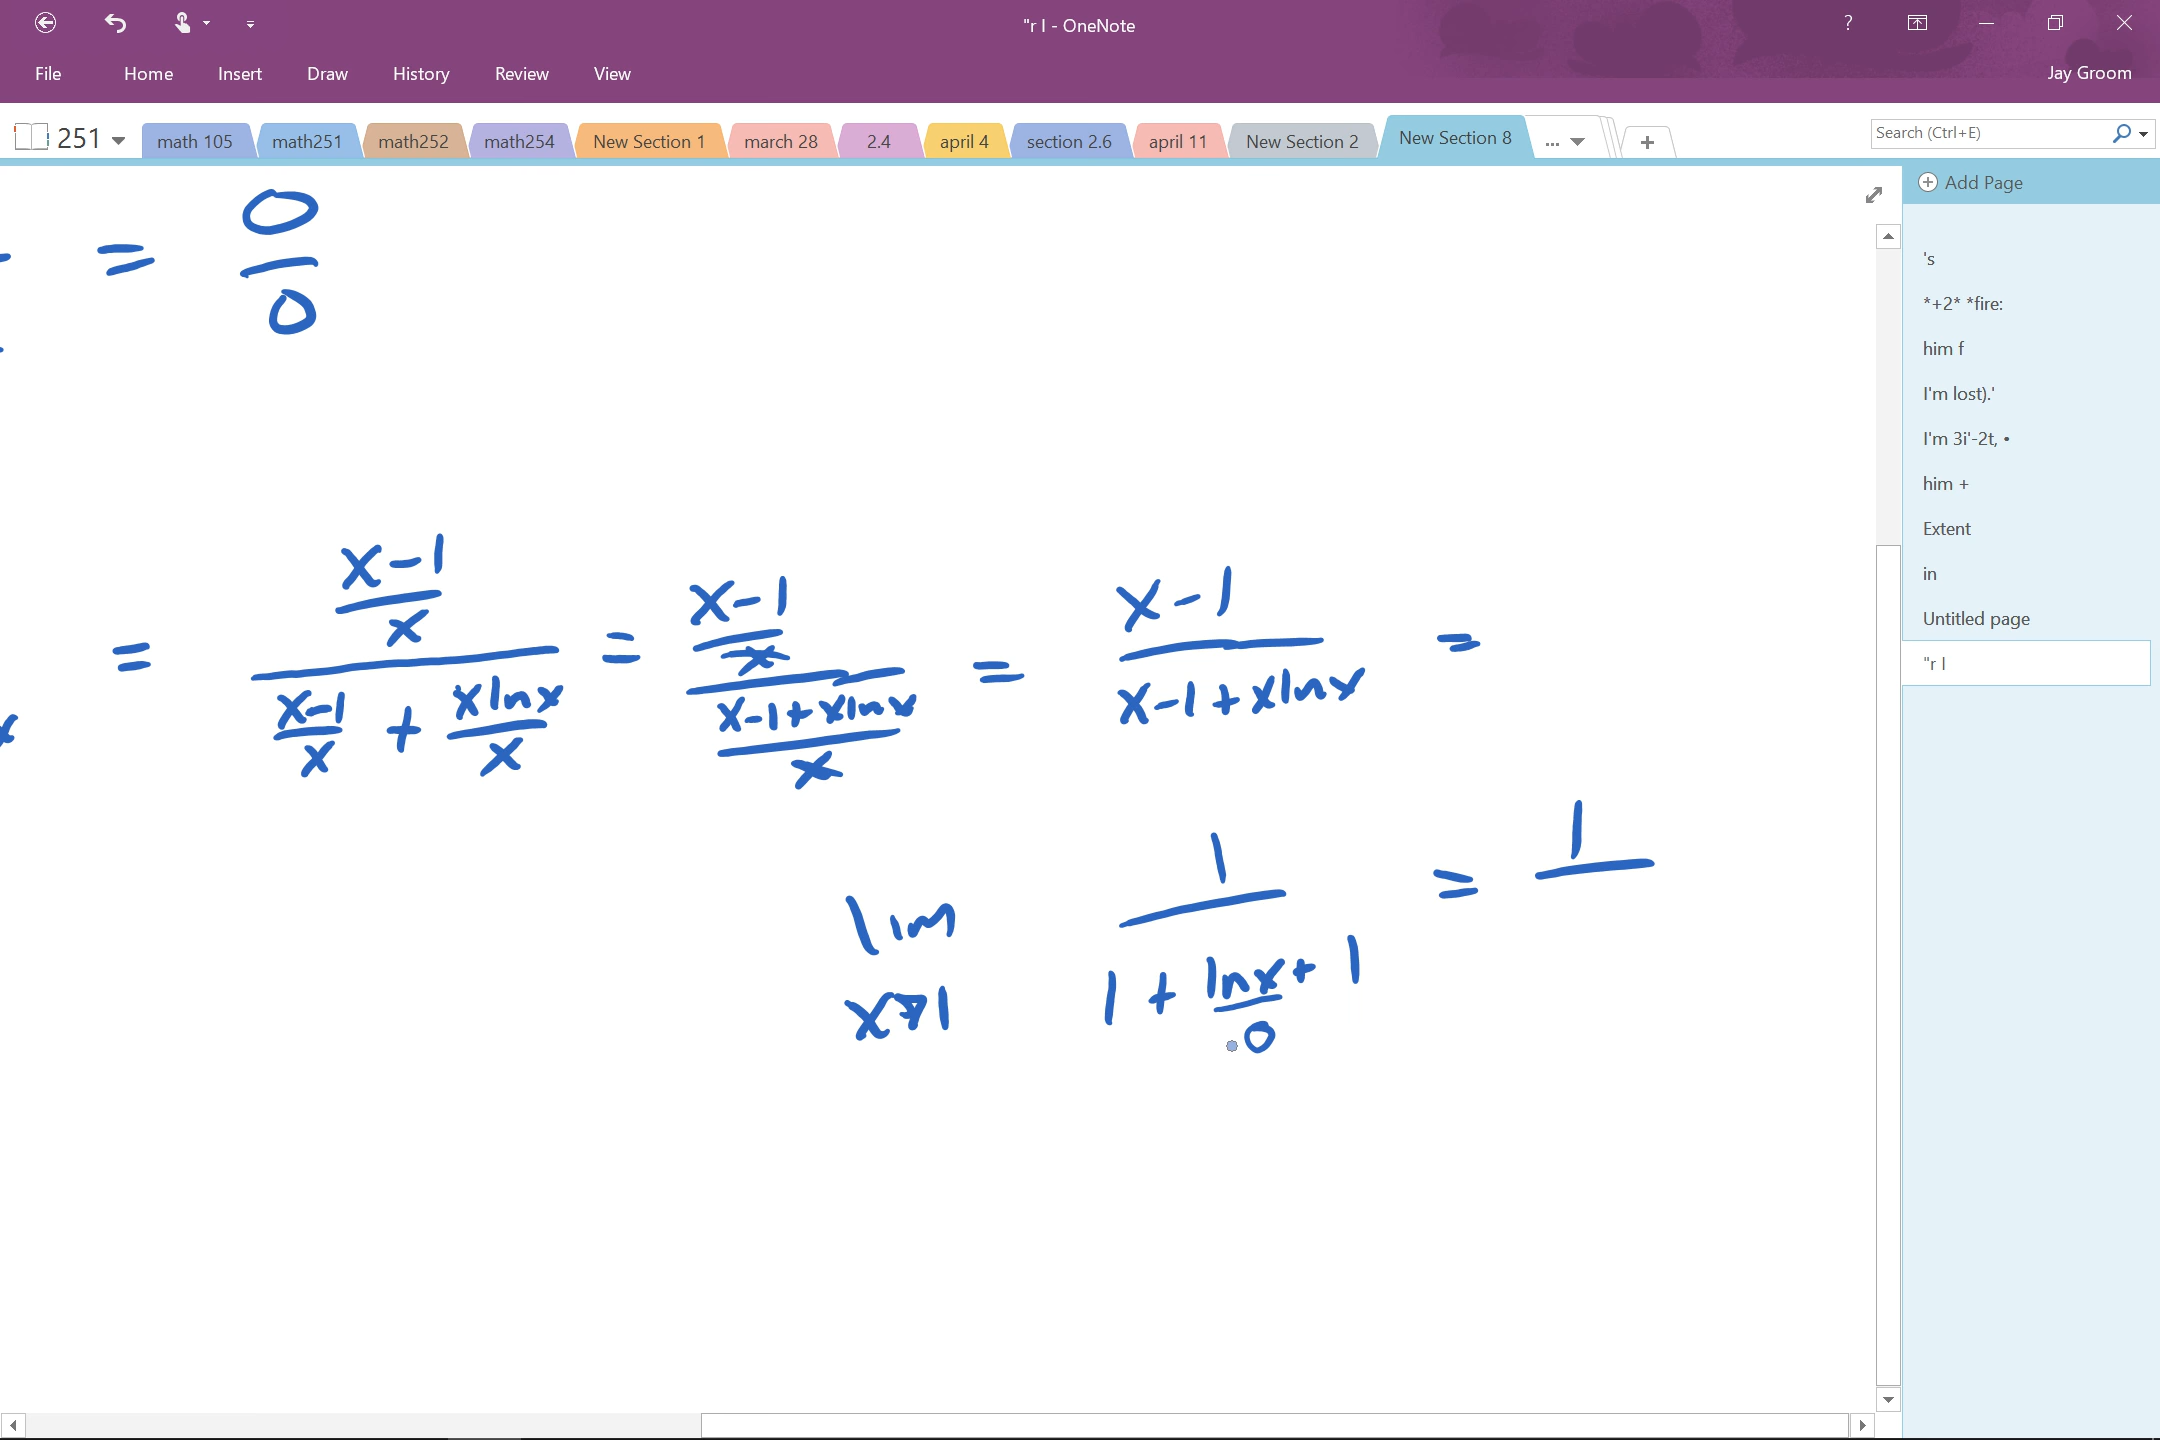 "r l - OneNote
?
File Home Insert Draw History Review View
Jay Groom
251 math 105 math251 math252 math254 New Section 1 march 28 2.4 april 4 section 2.6 april 11 New Section 2 New Section 8 ... +
Search (Ctrl+E)
Add Page
's
*+2* *fire:
him f
I'm lost).'
I'm 3i'-2t, •
him +
Extent
in
Untitled page
"r l
= 0
0
= x-1
x
x-1 + x ln x
x x
= x-1
x
x-1+xlnx
x
= x-1
x-1+xlnx
=
lim 1
x→1 1 + lnx + 1
0
= 1